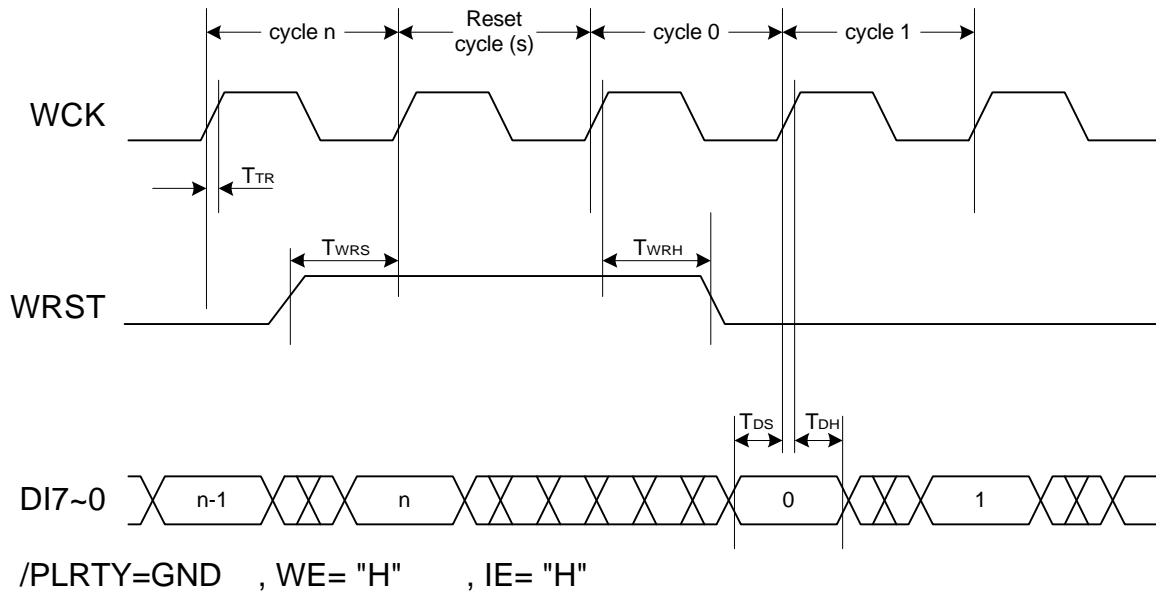 cycle n
Reset
cycle (s)
cycle 0
cycle 1
WCK
TTR
TWRS
TWRH
WRST
TDS
TDH
DI7~0
n-1
n
0
1
/PLRTY=GND , WE= "H" , IE= "H"